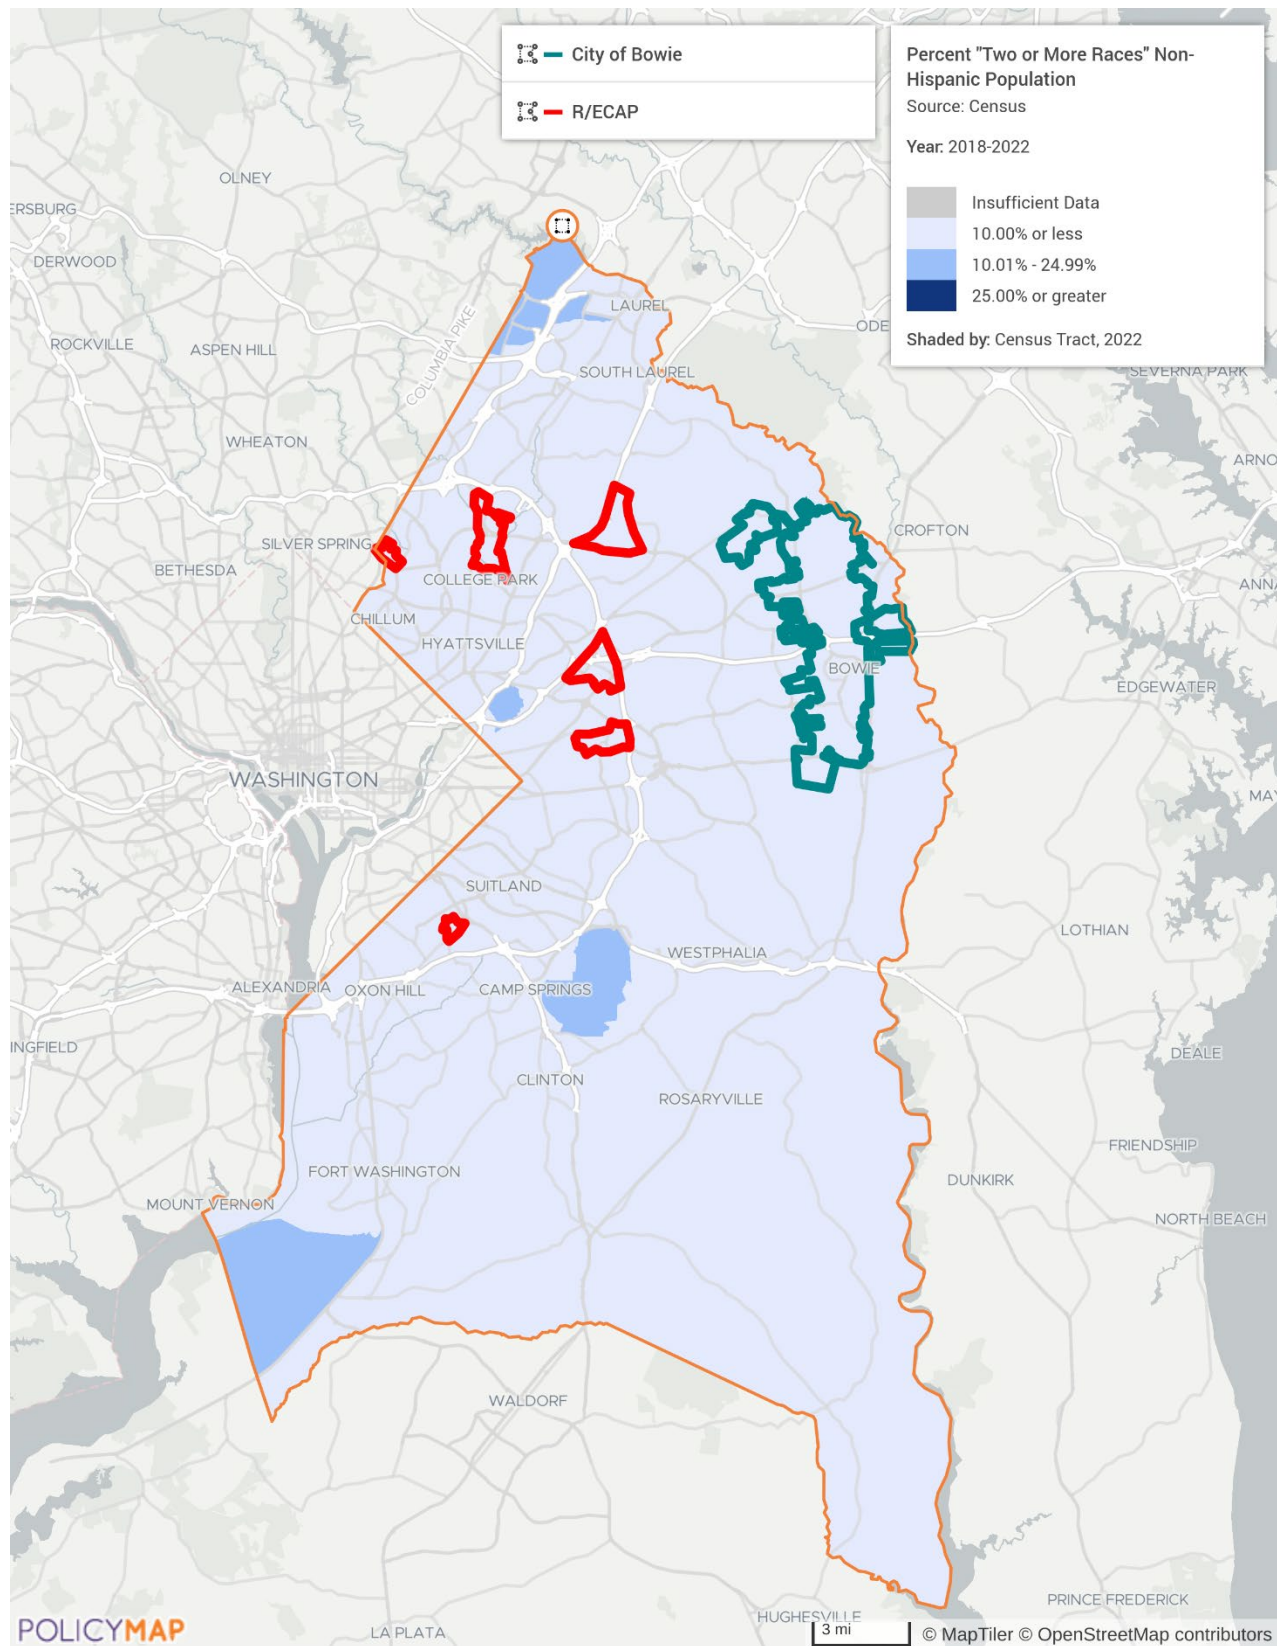 City of Bowie
R/ECAP
Percent "Two or More Races" Non-
Hispanic Population
Source: Census
Year: 2018-2022
Insufficient Data
10.00% or less
10.01% - 24.99%
25.00% or greater
Shaded by: Census Tract, 2022
OLNEY
ERSBURG
DERWOOD
LAUREL
ODE
ROCKVILLE
ASPEN HILL
COLUMBIA PIKE
SOUTH LAUREL
SEVERNA PARK
WHEATON
ARNO
CROFTON
SILVER SPRING
BETHESDA
COLLEGE PARK
ANNA
CHILLUM
HYATTSVILLE
BOWIE
EDGEWATER
WASHINGTON
MAY
SUITLAND
LOTHIAN
WESTPHALIA
ALEXANDRIA
OXON HILL
CAMP SPRINGS
INGFIELD
DEALE
CLINTON
ROSARYVILLE
FRIENDSHIP
FORT WASHINGTON
DUNKIRK
MOUNT VERNON
NORTH BEACH
WALDORF
PRINCE FREDERICK
HUGHESVILLE
POLICYMAP
LA PLATA
3 mi
© MapTiler © OpenStreetMap contributors